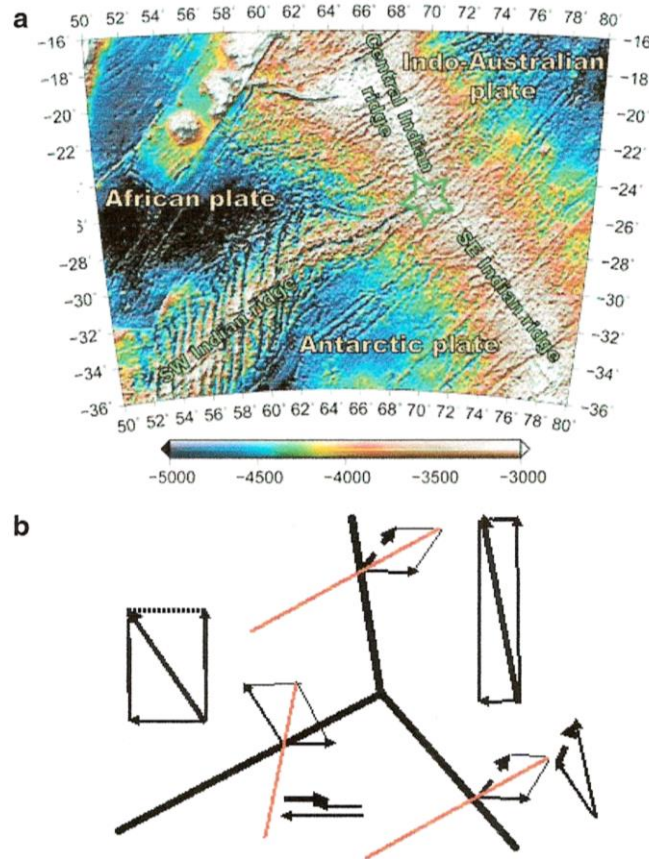 a
50° 52° 54° 56° 58° 60° 62° 64° 66° 68° 70° 72° 74° 76° 78° 80°
−16° −16°
−18° −18°
−20° −20°
−22° −22°
−24° −24°
−26° −26°
−28° −28°
−30° −30°
−32° −32°
−34° −34°
−36° −36°
Central Indian
ridge
Indo-Australian
plate
African plate
SE Indian ridge
SW Indian ridge
Antarctic plate
50° 52° 54° 56° 58° 60° 62° 64° 66° 68° 70° 72° 74° 76° 78° 80°
−5000 −4500 −4000 −3500 −3000
b